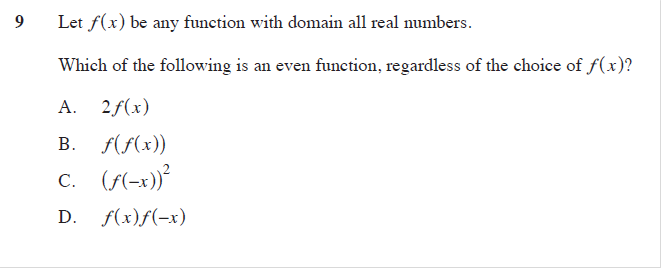 9 Let f(x) be any function with domain all real numbers.
Which of the following is an even function, regardless of the choice of f(x)?
A. 2f(x)
B. f(f(x))
C. (f(−x))²
D. f(x)f(−x)